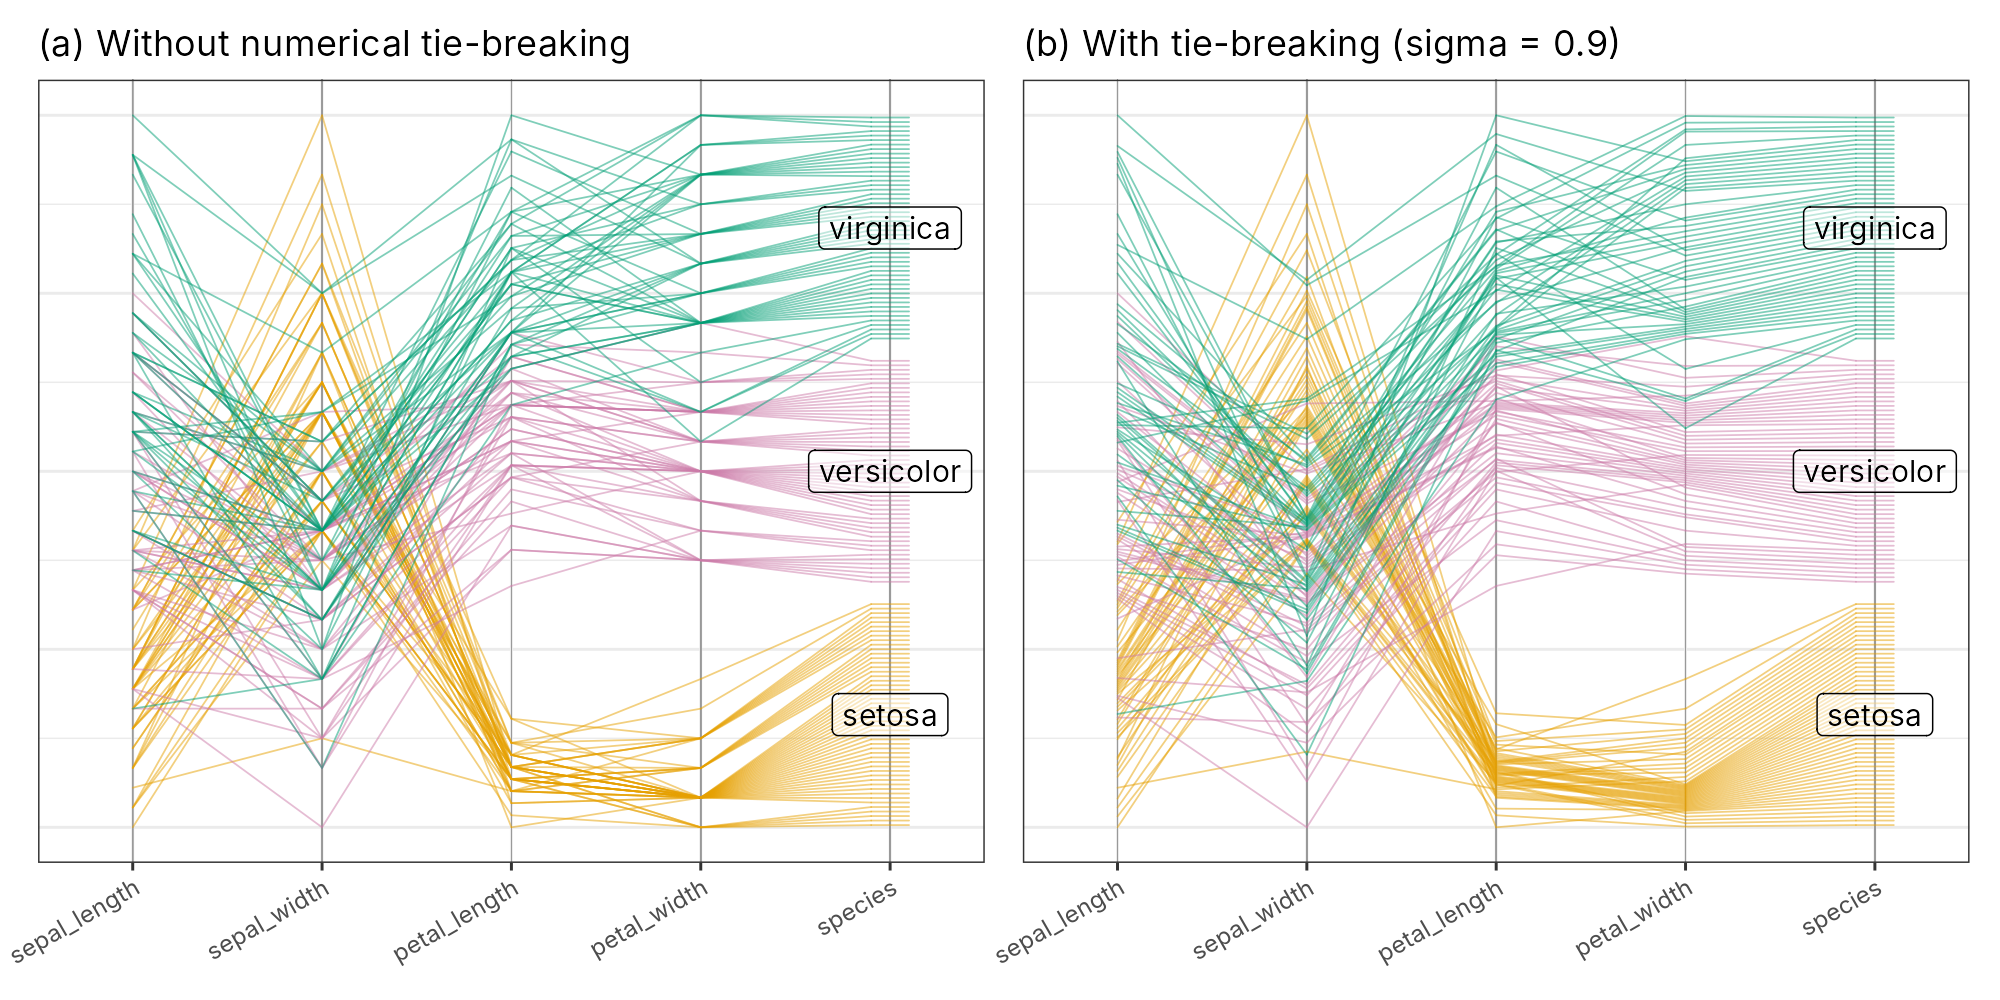 (a) Without numerical tie-breaking
virginica
versicolor
setosa
sepal_length
sepal_width
petal_length
petal_width
species
(b) With tie-breaking (sigma = 0.9)
virginica
versicolor
setosa
sepal_length
sepal_width
petal_length
petal_width
species